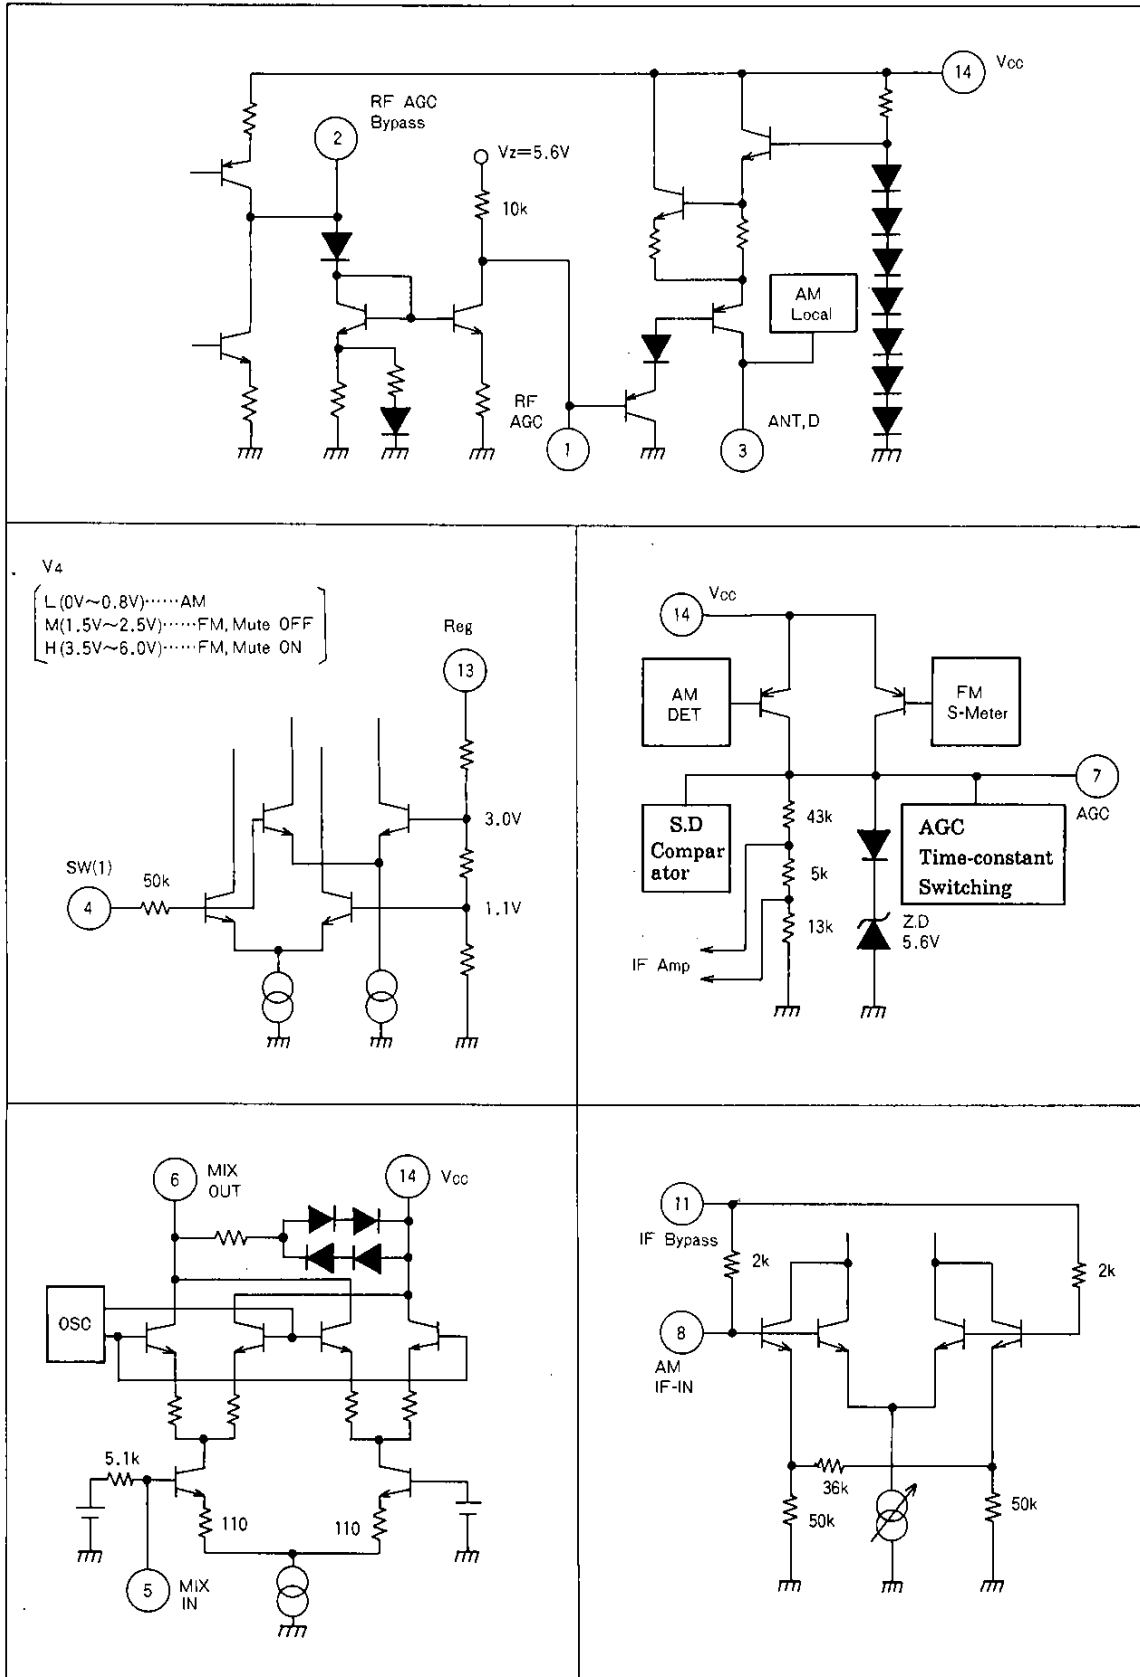 14
Vcc
RF AGC
Bypass
2
Vz=5.6V
10k
AM
Local
RF
AGC
1
3
ANT,D
V4
L(0V~0.8V)······AM
M(1.5V~2.5V)······FM, Mute OFF
H(3.5V~6.0V)······FM, Mute ON
Reg
13
3.0V
SW(1)
50k
4
1.1V
Vcc
14
AM
DET
FM
S-Meter
7
AGC
S.D
Compar
ator
43k
5k
13k
AGC
Time-constant
Switching
Z.D
5.6V
IF Amp
6
MIX
OUT
14
Vcc
OSC
5.1k
110
110
5
MIX
IN
11
IF Bypass
2k
2k
8
AM
IF-IN
36k
50k
50k